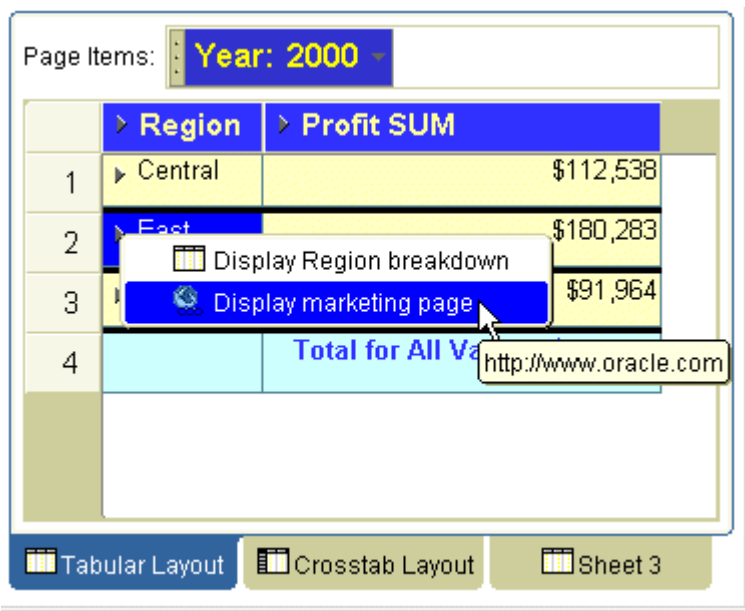 Page Items: Year: 2000
Region Profit SUM
1 Central $112,538
2 East $180,283
Display Region breakdown
3 $91,964
Display marketing page
4 Total for All
http://www.oracle.com
Tabular Layout Crosstab Layout Sheet 3